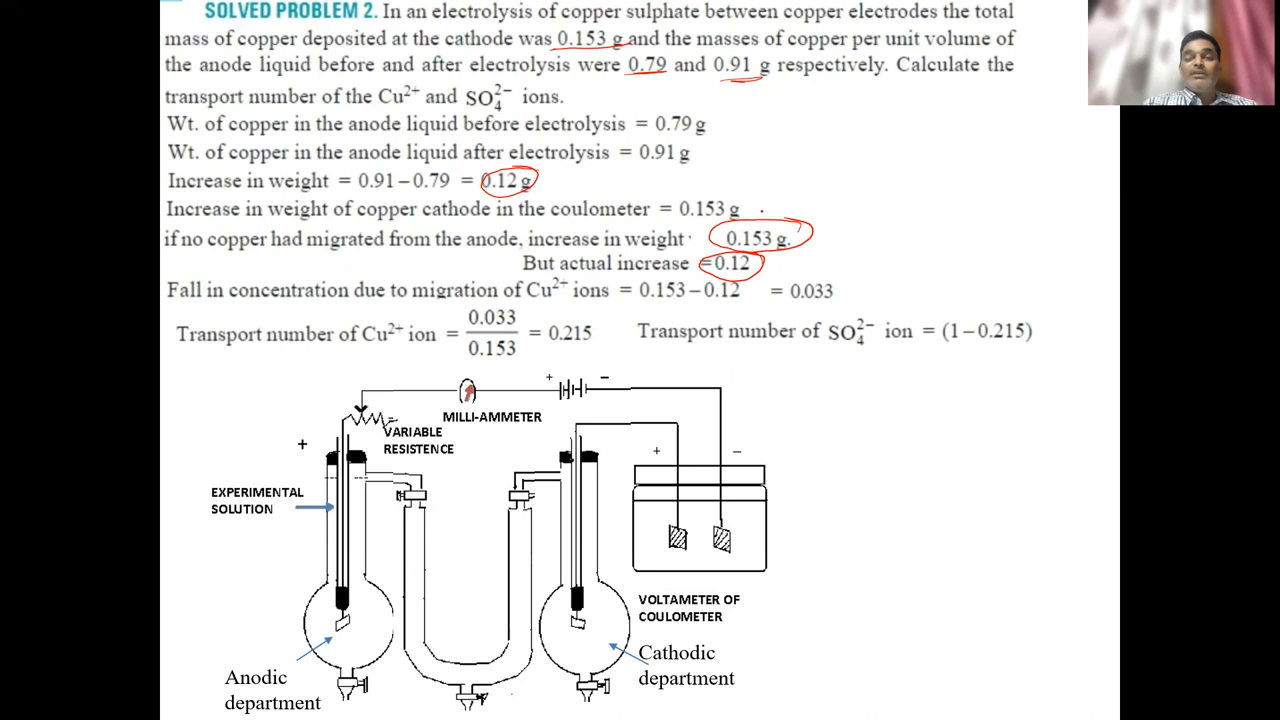 SOLVED PROBLEM 2. In an electrolysis of copper sulphate between copper electrodes the total
mass of copper deposited at the cathode was 0.153 g and the masses of copper per unit volume of
the anode liquid before and after electrolysis were 0.79 and 0.91 g respectively. Calculate the
transport number of the Cu²⁺ and SO₄²⁻ ions.
Wt. of copper in the anode liquid before electrolysis = 0.79 g
Wt. of copper in the anode liquid after electrolysis = 0.91 g
Increase in weight = 0.91 – 0.79 = 0.12 g
Increase in weight of copper cathode in the coulometer = 0.153 g
if no copper had migrated from the anode, increase in weight 0.153 g.
But actual increase = 0.12
Fall in concentration due to migration of Cu²⁺ ions = 0.153 – 0.12 = 0.033
Transport number of Cu²⁺ ion = 0.033/0.153 = 0.215 Transport number of SO₄²⁻ ion = (1 – 0.215)
+ −
MILLI-AMMETER
VARIABLE
RESISTENCE
+
+ −
EXPERIMENTAL
SOLUTION
VOLTAMETER OF
COULOMETER
Anodic
department
Cathodic
department